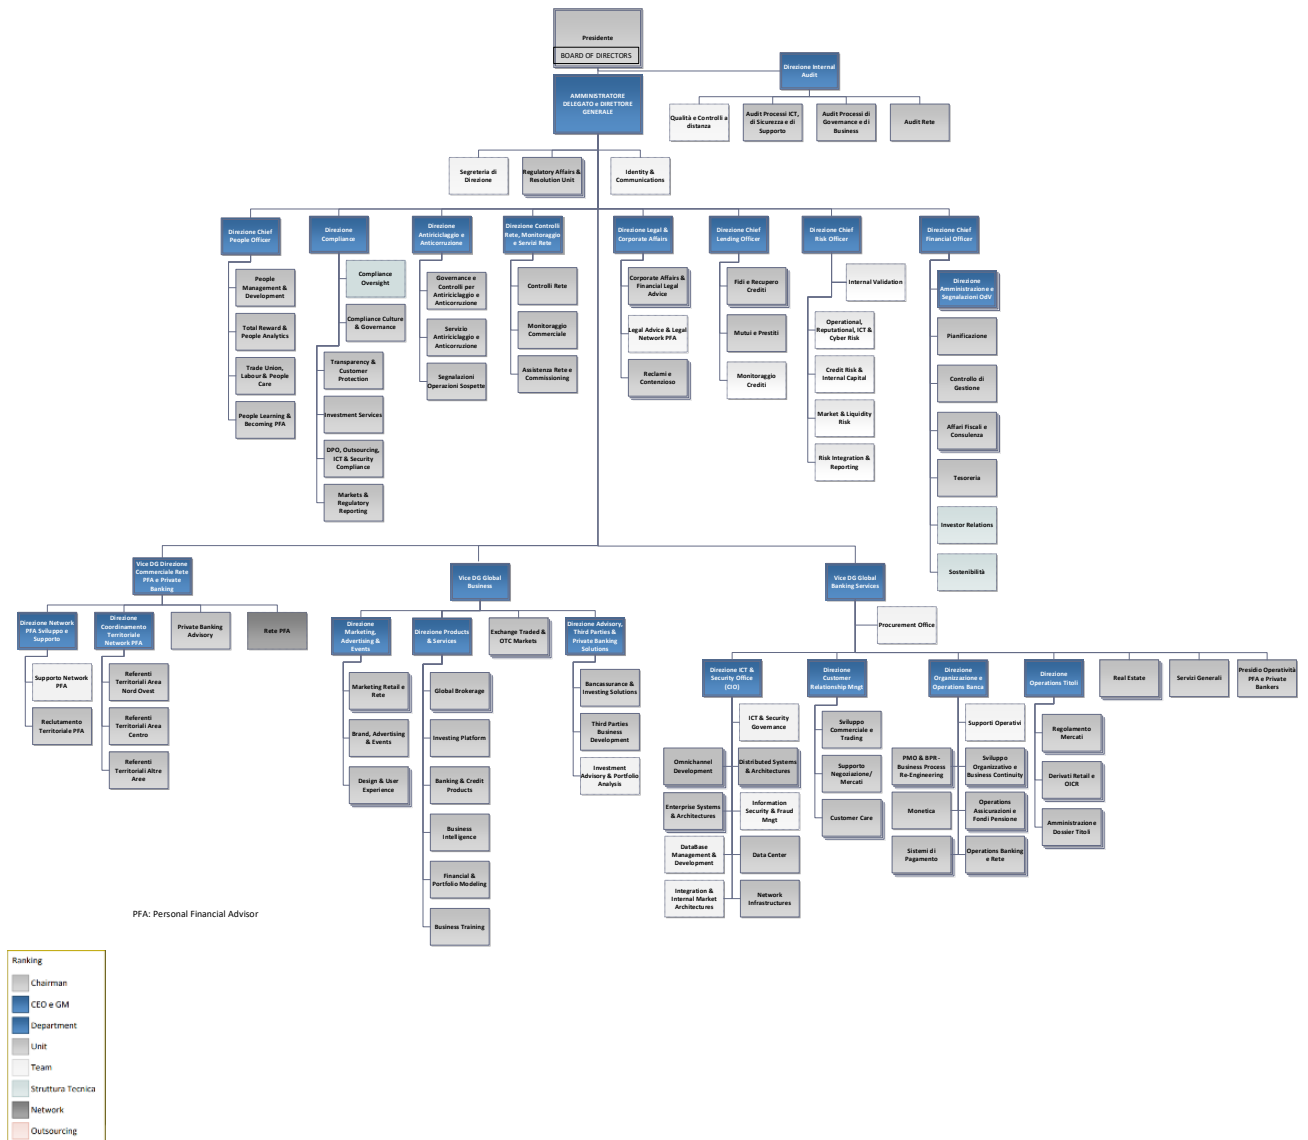 Presidente
BOARD OF DIRECTORS
Direzione Internal
Audit
AMMINISTRATORE
DELEGATO e DIRETTORE
GENERALE
Qualità e Controlli a
distanza
Audit Processi ICT,
di Sicurezza e di
Supporto
Audit Processi di
Governance e di
Business
Audit Rete
Segreteria di
Direzione
Regulatory Affairs &
Resolution Unit
Identity &
Communications
Direzione Chief
People Officer
Direzione
Compliance
Direzione
Antiriciclaggio e
Anticorruzione
Direzione Controlli
Rete, Monitoraggio
e Servizi Rete
Direzione Legal &
Corporate Affairs
Direzione Chief
Lending Officer
Direzione Chief
Risk Officer
Direzione Chief
Financial Officer
People
Management &
Development
Total Reward &
People Analytics
Trade Union,
Labour & People
Care
People Learning &
Becoming PFA
Compliance
Oversight
Compliance Culture
& Governance
Transparency &
Customer
Protection
Investment Services
DPO, Outsourcing,
ICT & Security
Compliance
Markets &
Regulatory
Reporting
Governance e
Controlli per
Antiriciclaggio e
Anticorruzione
Servizio
Antiriciclaggio e
Anticorruzione
Segnalazioni
Operazioni Sospette
Controlli Rete
Monitoraggio
Commerciale
Assistenza Rete e
Commissioning
Corporate Affairs &
Financial Legal
Advice
Legal Advice & Legal
Network PFA
Reclami e
Contenzioso
Fidi e Recupero
Crediti
Mutui e Prestiti
Monitoraggio
Crediti
Internal Validation
Operational,
Reputational, ICT &
Cyber Risk
Credit Risk &
Internal Capital
Market & Liquidity
Risk
Risk Integration &
Reporting
Direzione
Amministrazione e
Segnalazioni OdV
Pianificazione
Controllo di
Gestione
Affari Fiscali e
Consulenza
Tesoreria
Investor Relations
Sostenibilità
Vice DG Direzione
Commerciale Rete
PFA e Private
Banking
Vice DG Global
Business
Vice DG Global
Banking Services
Direzione Network
PFA Sviluppo e
Supporto
Direzione
Coordinamento
Territoriale
Network PFA
Private Banking
Advisory
Rete PFA
Supporto Network
PFA
Reclutamento
Territoriale PFA
Referenti
Territoriali Area
Nord Ovest
Referenti
Territoriali Area
Centro
Referenti
Territoriali Altre
Aree
Direzione
Marketing,
Advertising &
Events
Direzione Products
& Services
Exchange Traded &
OTC Markets
Direzione Advisory,
Third Parties &
Private Banking
Solutions
Marketing Retail e
Rete
Brand, Advertising
& Events
Design & User
Experience
Global Brokerage
Investing Platform
Banking & Credit
Products
Business
Intelligence
Financial &
Portfolio Modeling
Business Training
Bancassurance &
Investing Solutions
Third Parties
Business
Development
Investment
Advisory & Portfolio
Analysis
Procurement Office
Direzione ICT &
Security Office
(CIO)
Direzione
Customer
Relationship Mngt
Direzione
Organizzazione e
Operations Banca
Direzione
Operations Titoli
Real Estate
Servizi Generali
Presidio Operatività
PFA e Private
Bankers
ICT & Security
Governance
Omnichannel
Development
Distributed Systems
& Architectures
Enterprise Systems
& Architectures
Information
Security & Fraud
Mngt
DataBase
Management &
Development
Data Center
Integration &
Internal Market
Architectures
Network
Infrastructures
Sviluppo
Commerciale e
Trading
Supporto
Negoziazione/
Mercati
Customer Care
Supporti Operativi
PMO & BPR -
Business Process
Re-Engineering
Sviluppo
Organizzativo e
Business Continuity
Monetica
Operations
Assicurazioni e
Fondi Pensione
Sistemi di
Pagamento
Operations Banking
e Rete
Regolamento
Mercati
Derivati Retail e
OICR
Amministrazione
Dossier Titoli
PFA: Personal Financial Advisor
Ranking
Chairman
CEO e GM
Department
Unit
Team
Struttura Tecnica
Network
Outsourcing